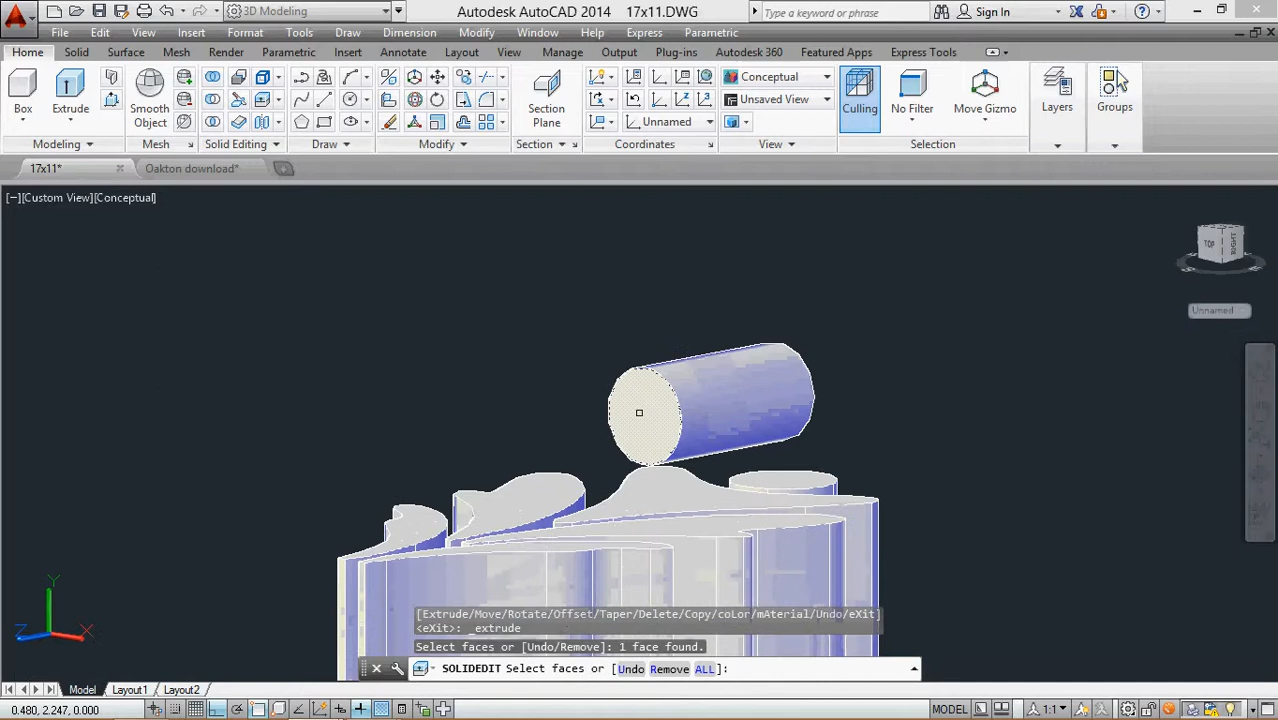 3D Modeling
Autodesk AutoCAD 2014 17x11.DWG
Type a keyword or phrase
Sign In
File Edit View Insert Format Tools Draw Dimension Modify Window Help Express Parametric
Home Solid Surface Mesh Render Parametric Insert Annotate Layout View Manage Output Plug-ins Autodesk 360 Featured Apps Express Tools
Box Extrude Smooth Object Section Plane Conceptual Unsaved View Unnamed Culling No Filter Move Gizmo Layers Groups
Modeling Mesh Solid Editing Draw Modify Section Coordinates View Selection
17x11* Oakton download*
[−][Custom View][Conceptual]
TOP RIGHT
Unnamed
Y
Z X
[Extrude/Move/Rotate/Offset/Taper/Delete/Copy/coLor/mAterial/Undo/eXit]
<eXit>: _extrude
Select faces or [Undo/Remove]: 1 face found.
SOLIDEDIT Select faces or [Undo Remove ALL]:
Model Layout1 Layout2
0.480, 2.247, 0.000 MODEL 1:1